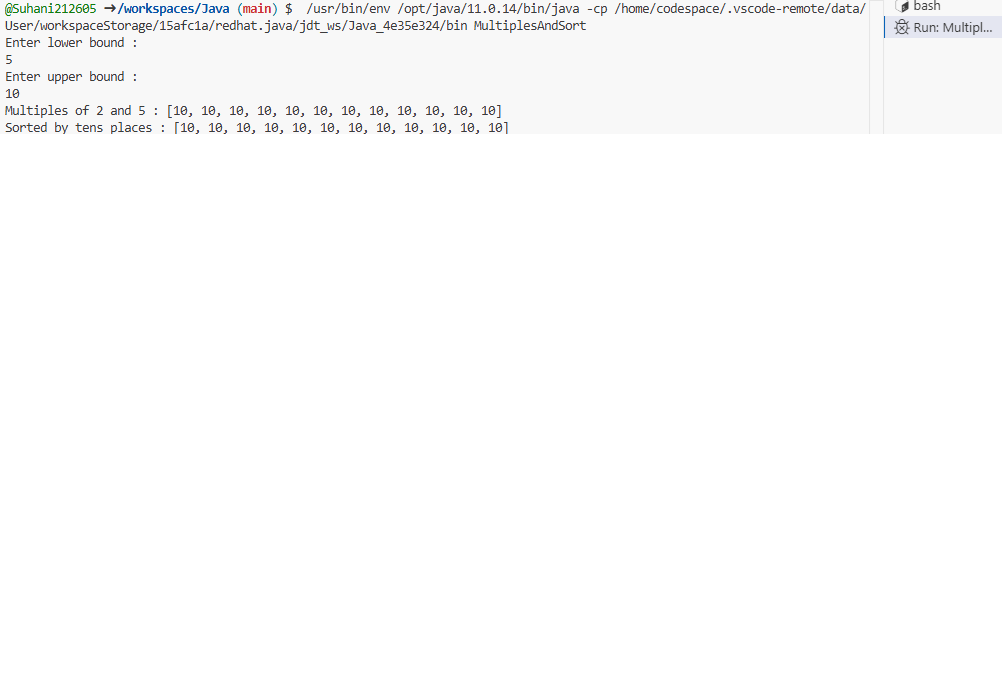 @Suhani212605 ➜/workspaces/Java (main) $  /usr/bin/env /opt/java/11.0.14/bin/java -cp /home/codespace/.vscode-remote/data/
User/workspaceStorage/15afc1a/redhat.java/jdt_ws/Java_4e35e324/bin MultiplesAndSort
Enter lower bound :
5
Enter upper bound :
10
Multiples of 2 and 5 : [10, 10, 10, 10, 10, 10, 10, 10, 10, 10, 10, 10]
Sorted by tens places : [10, 10, 10, 10, 10, 10, 10, 10, 10, 10, 10, 10]
bash
Run: Multipl...